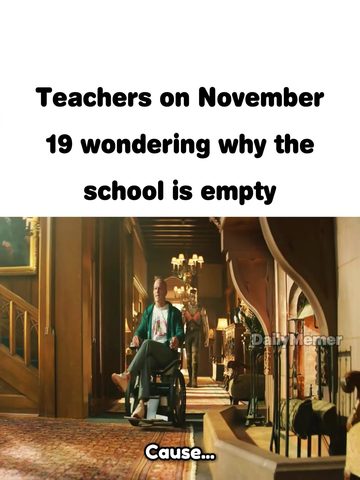 Teachers on November
19 wondering why the
school is empty
DailyMemer
Cause...